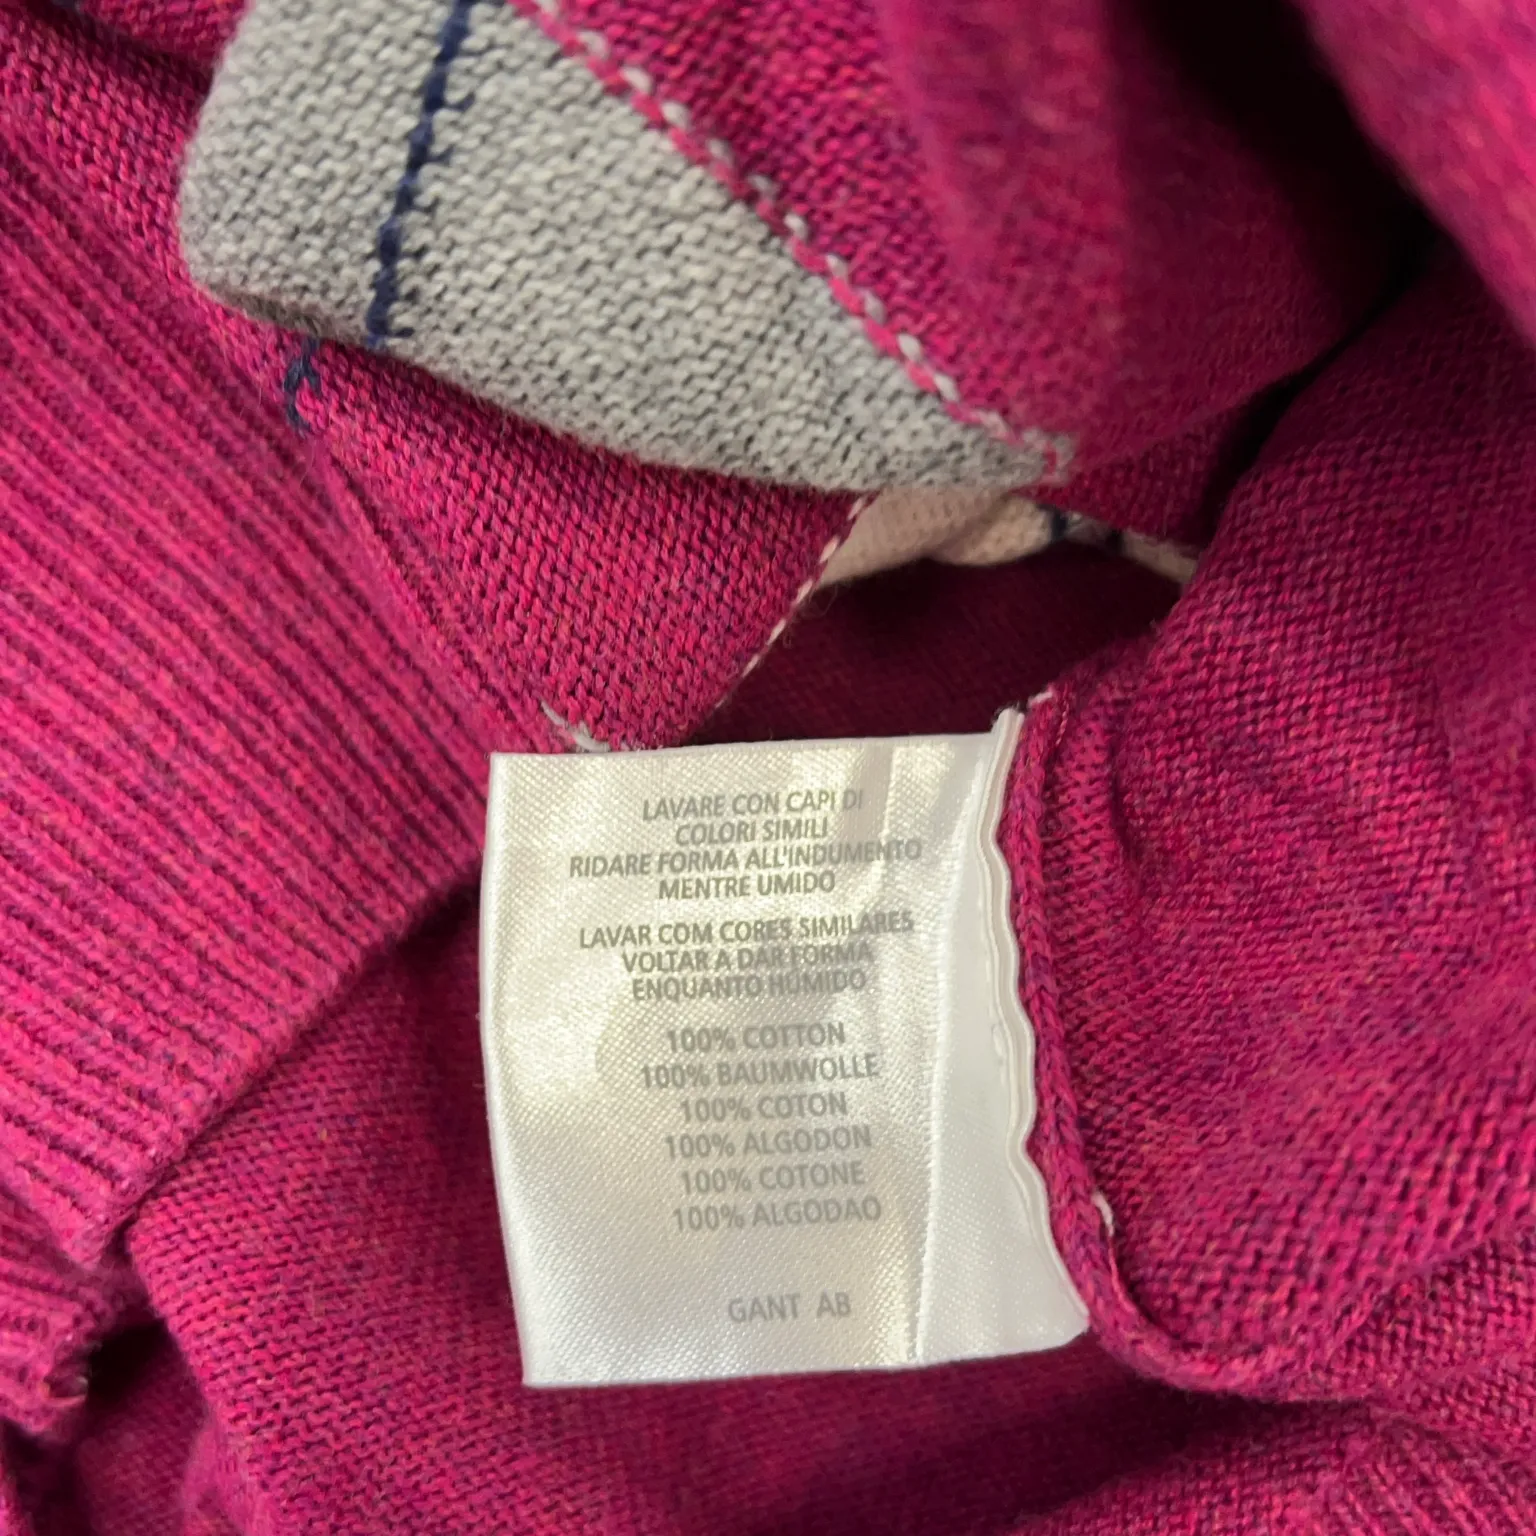 LAVARE CON CAPI DI
COLORI SIMILI
RIDARE FORMA ALL'INDUMENTO
MENTRE UMIDO
LAVAR COM CORES SIMILARES
VOLTAR A DAR FORMA
ENQUANTO HÚMIDO
100% COTTON
100% BAUMWOLLE
100% COTON
100% ALGODON
100% COTONE
100% ALGODAO
GANT AB